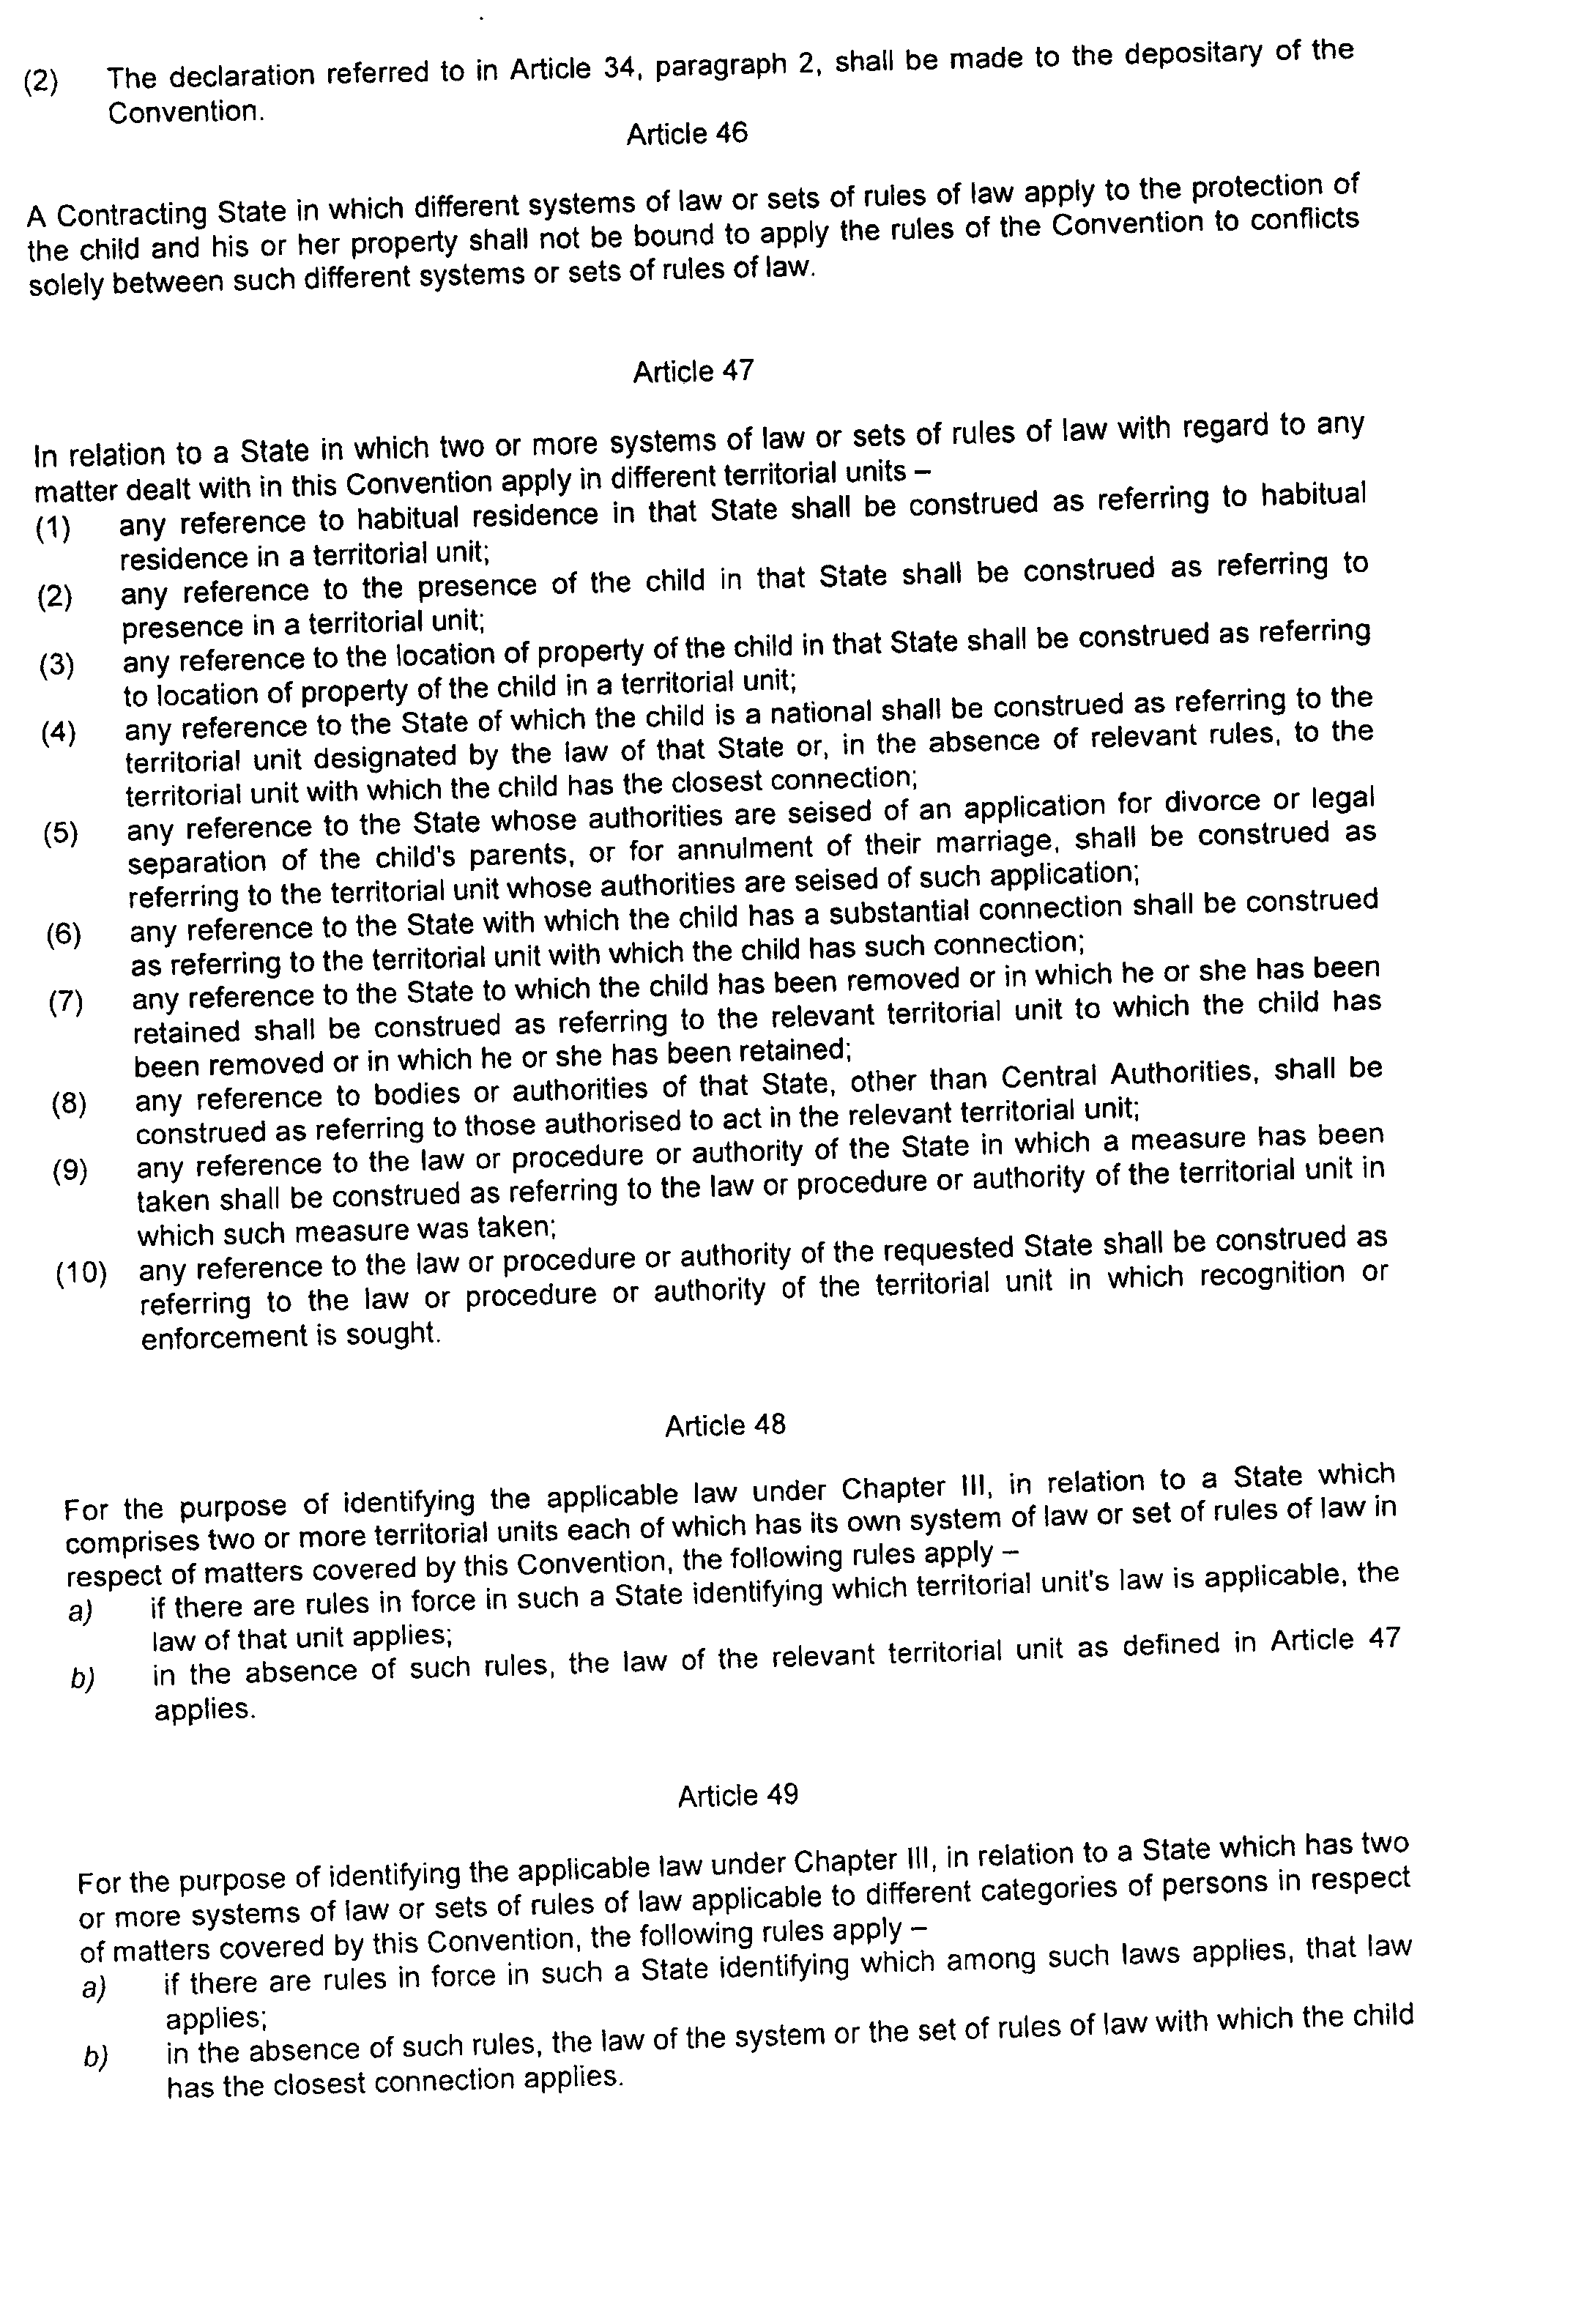 (2) The declaration referred to in Article 34, paragraph 2, shall be made to the depositary of the
Convention.
Article 46
A Contracting State in which different systems of law or sets of rules of law apply to the protection of
the child and his or her property shall not be bound to apply the rules of the Convention to conflicts
solely between such different systems or sets of rules of law.
Article 47
In relation to a State in which two or more systems of law or sets of rules of law with regard to any
matter dealt with in this Convention apply in different territorial units –
(1) any reference to habitual residence in that State shall be construed as referring to habitual
residence in a territorial unit;
(2) any reference to the presence of the child in that State shall be construed as referring to
presence in a territorial unit;
(3) any reference to the location of property of the child in that State shall be construed as referring
to location of property of the child in a territorial unit;
(4) any reference to the State of which the child is a national shall be construed as referring to the
territorial unit designated by the law of that State or, in the absence of relevant rules, to the
territorial unit with which the child has the closest connection;
(5) any reference to the State whose authorities are seised of an application for divorce or legal
separation of the child's parents, or for annulment of their marriage, shall be construed as
referring to the territorial unit whose authorities are seised of such application;
(6) any reference to the State with which the child has a substantial connection shall be construed
as referring to the territorial unit with which the child has such connection;
(7) any reference to the State to which the child has been removed or in which he or she has been
retained shall be construed as referring to the relevant territorial unit to which the child has
been removed or in which he or she has been retained;
(8) any reference to bodies or authorities of that State, other than Central Authorities, shall be
construed as referring to those authorised to act in the relevant territorial unit;
(9) any reference to the law or procedure or authority of the State in which a measure has been
taken shall be construed as referring to the law or procedure or authority of the territorial unit in
which such measure was taken;
(10) any reference to the law or procedure or authority of the requested State shall be construed as
referring to the law or procedure or authority of the territorial unit in which recognition or
enforcement is sought.
Article 48
For the purpose of identifying the applicable law under Chapter III, in relation to a State which
comprises two or more territorial units each of which has its own system of law or set of rules of law in
respect of matters covered by this Convention, the following rules apply –
a) if there are rules in force in such a State identifying which territorial unit's law is applicable, the
law of that unit applies;
b) in the absence of such rules, the law of the relevant territorial unit as defined in Article 47
applies.
Article 49
For the purpose of identifying the applicable law under Chapter III, in relation to a State which has two
or more systems of law or sets of rules of law applicable to different categories of persons in respect
of matters covered by this Convention, the following rules apply –
a) if there are rules in force in such a State identifying which among such laws applies, that law
applies;
b) in the absence of such rules, the law of the system or the set of rules of law with which the child
has the closest connection applies.